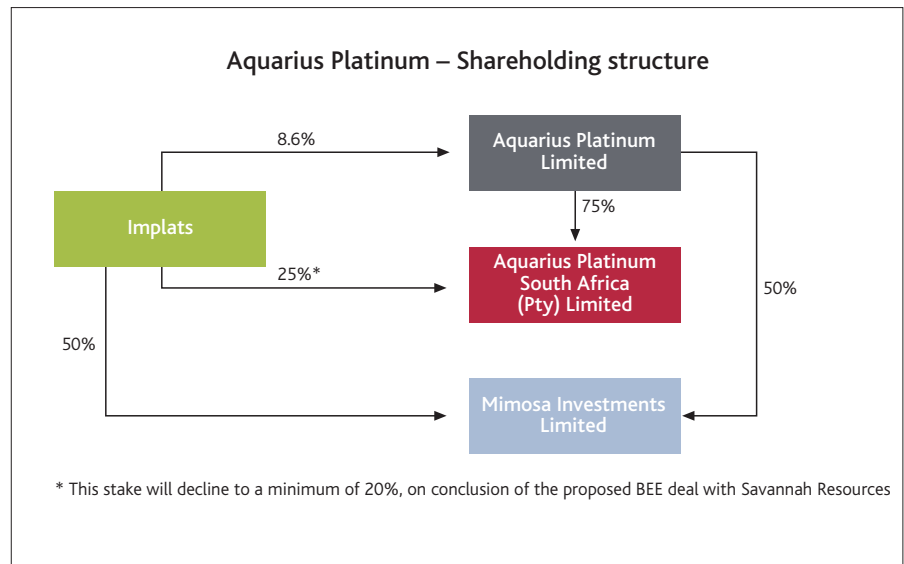 Aquarius Platinum – Shareholding structure
8.6%
Aquarius Platinum
Limited
75%
Implats
25%*
Aquarius Platinum
South Africa
(Pty) Limited
50%
50%
Mimosa Investments
Limited
* This stake will decline to a minimum of 20%, on conclusion of the proposed BEE deal with Savannah Resources